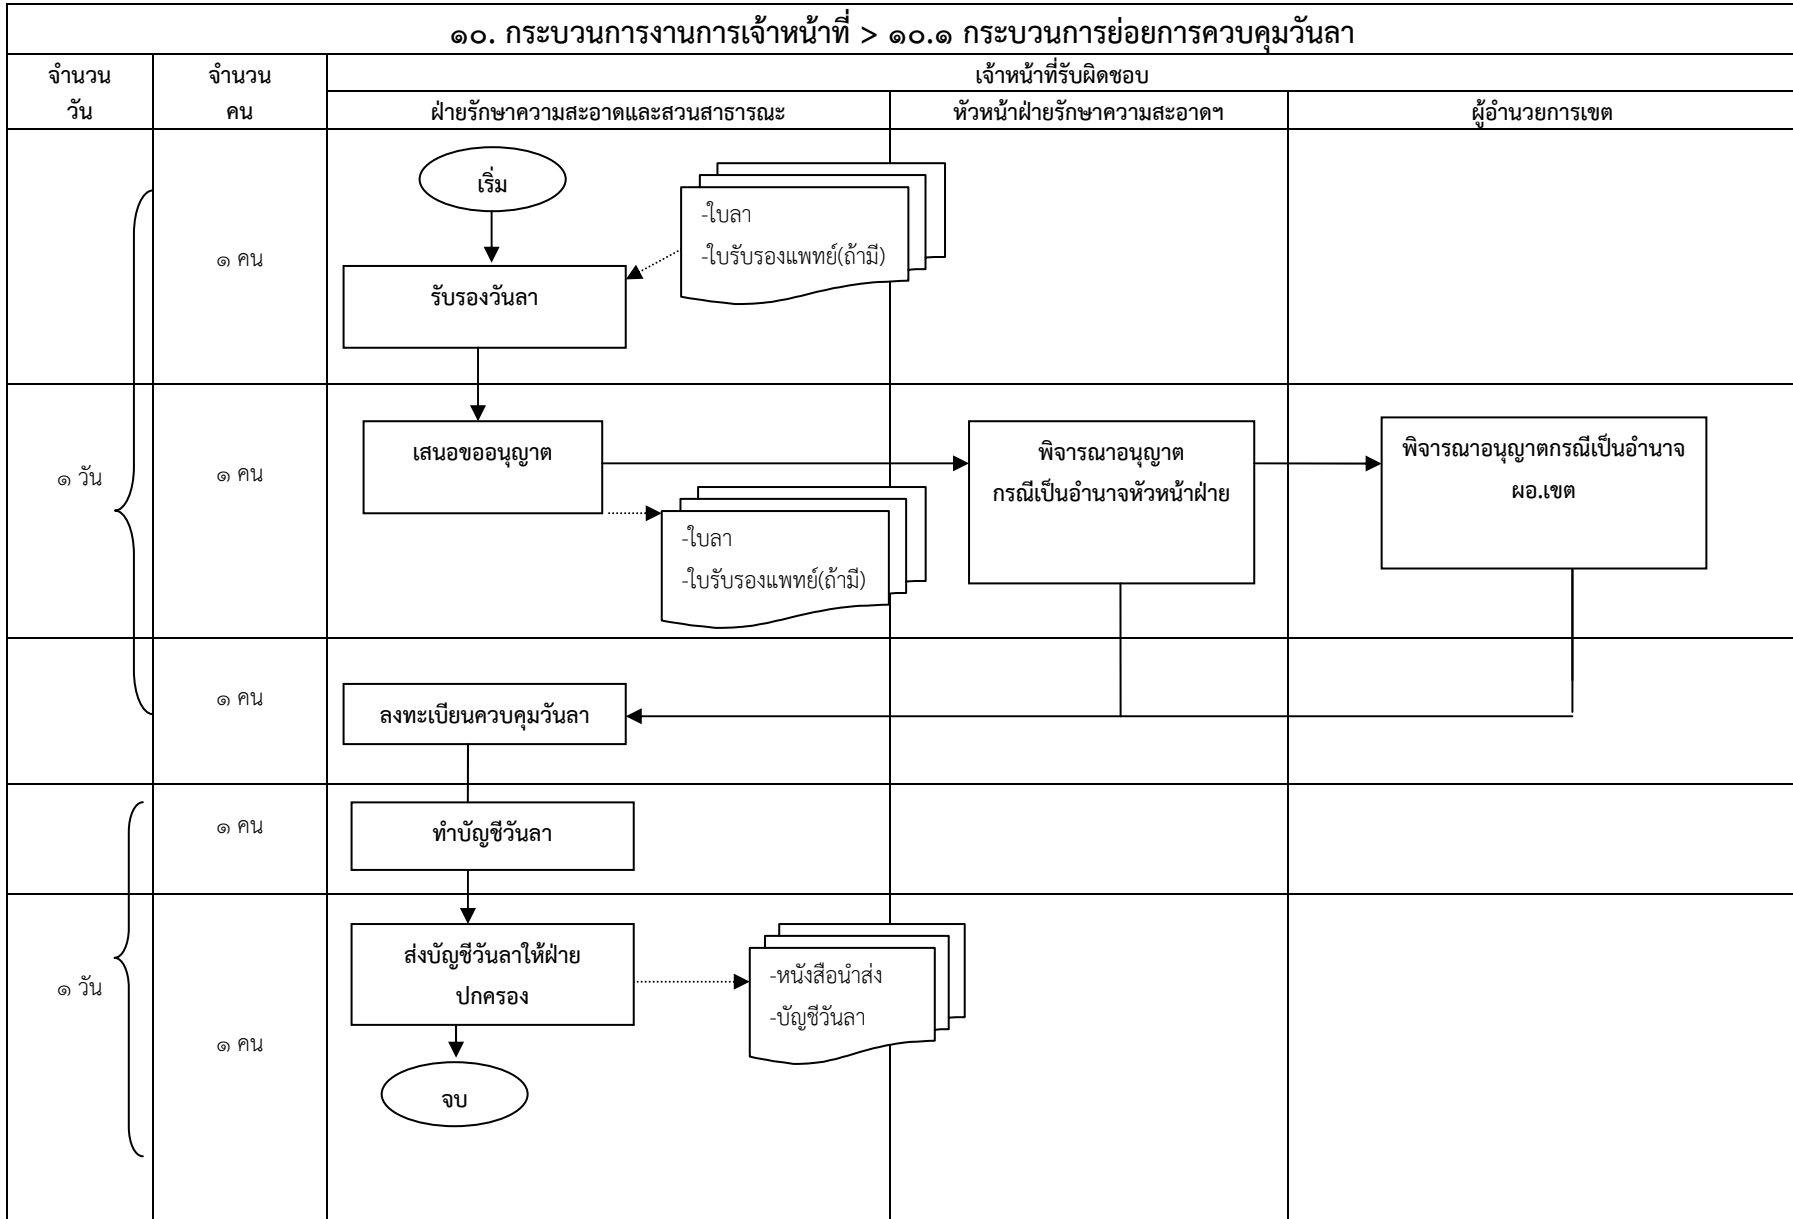 ๑๐. กระบวนการงานการเจ้าหน้าที่ > ๑๐.๑ กระบวนการย่อยการควบคุมวันลา
จำนวน
วัน
จำนวน
คน
เจ้าหน้าที่รับผิดชอบ
ฝ่ายรักษาความสะอาดและสวนสาธารณะ
หัวหน้าฝ่ายรักษาความสะอาดฯ
ผู้อำนวยการเขต
เริ่ม
-ใบลา
-ใบรับรองแพทย์(ถ้ามี)
๑ คน
รับรองวันลา
๑ วัน
๑ คน
เสนอขออนุญาต
พิจารณาอนุญาต
กรณีเป็นอำนาจหัวหน้าฝ่าย
พิจารณาอนุญาตกรณีเป็นอำนาจ
ผอ.เขต
-ใบลา
-ใบรับรองแพทย์(ถ้ามี)
๑ คน
ลงทะเบียนควบคุมวันลา
๑ คน
ทำบัญชีวันลา
๑ วัน
ส่งบัญชีวันลาให้ฝ่าย
ปกครอง
-หนังสือนำส่ง
-บัญชีวันลา
๑ คน
จบ